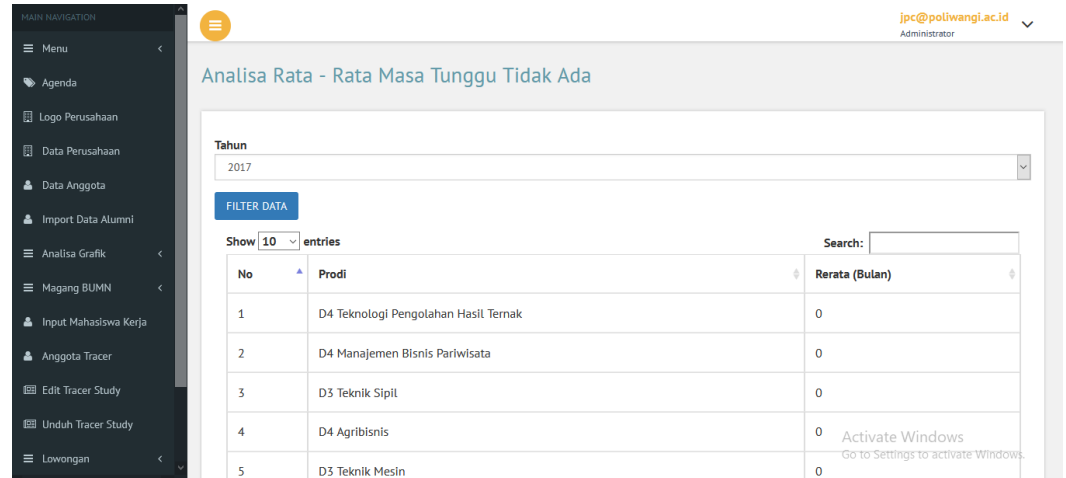 MAIN NAVIGATION
Menu
Agenda
Logo Perusahaan
Data Perusahaan
Data Anggota
Import Data Alumni
Analisa Grafik
Magang BUMN
Input Mahasiswa Kerja
Anggota Tracer
Edit Tracer Study
Unduh Tracer Study
Lowongan
jpc@poliwangi.ac.id
Administrator
Analisa Rata - Rata Masa Tunggu Tidak Ada
Tahun
2017
FILTER DATA
Show 10 entries Search:
No Prodi Rerata (Bulan)
1 D4 Teknologi Pengolahan Hasil Ternak 0
2 D4 Manajemen Bisnis Pariwisata 0
3 D3 Teknik Sipil 0
4 D4 Agribisnis 0
5 D3 Teknik Mesin 0
Activate Windows
Go to Settings to activate Windows.